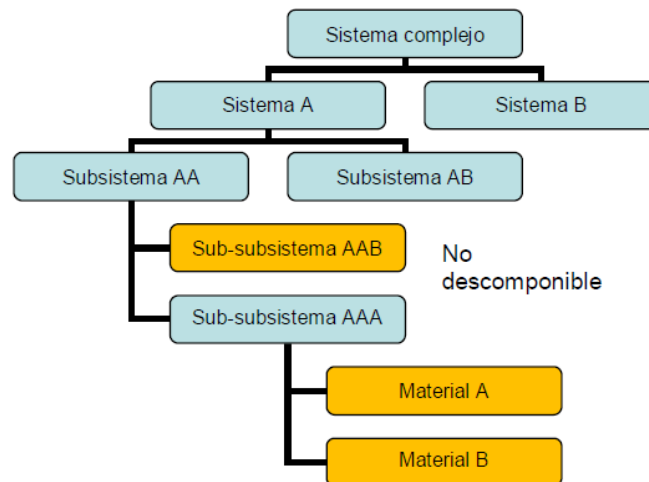 Sistema complejo
Sistema A
Sistema B
Subsistema AA
Subsistema AB
Sub-subsistema AAB
No
descomponible
Sub-subsistema AAA
Material A
Material B